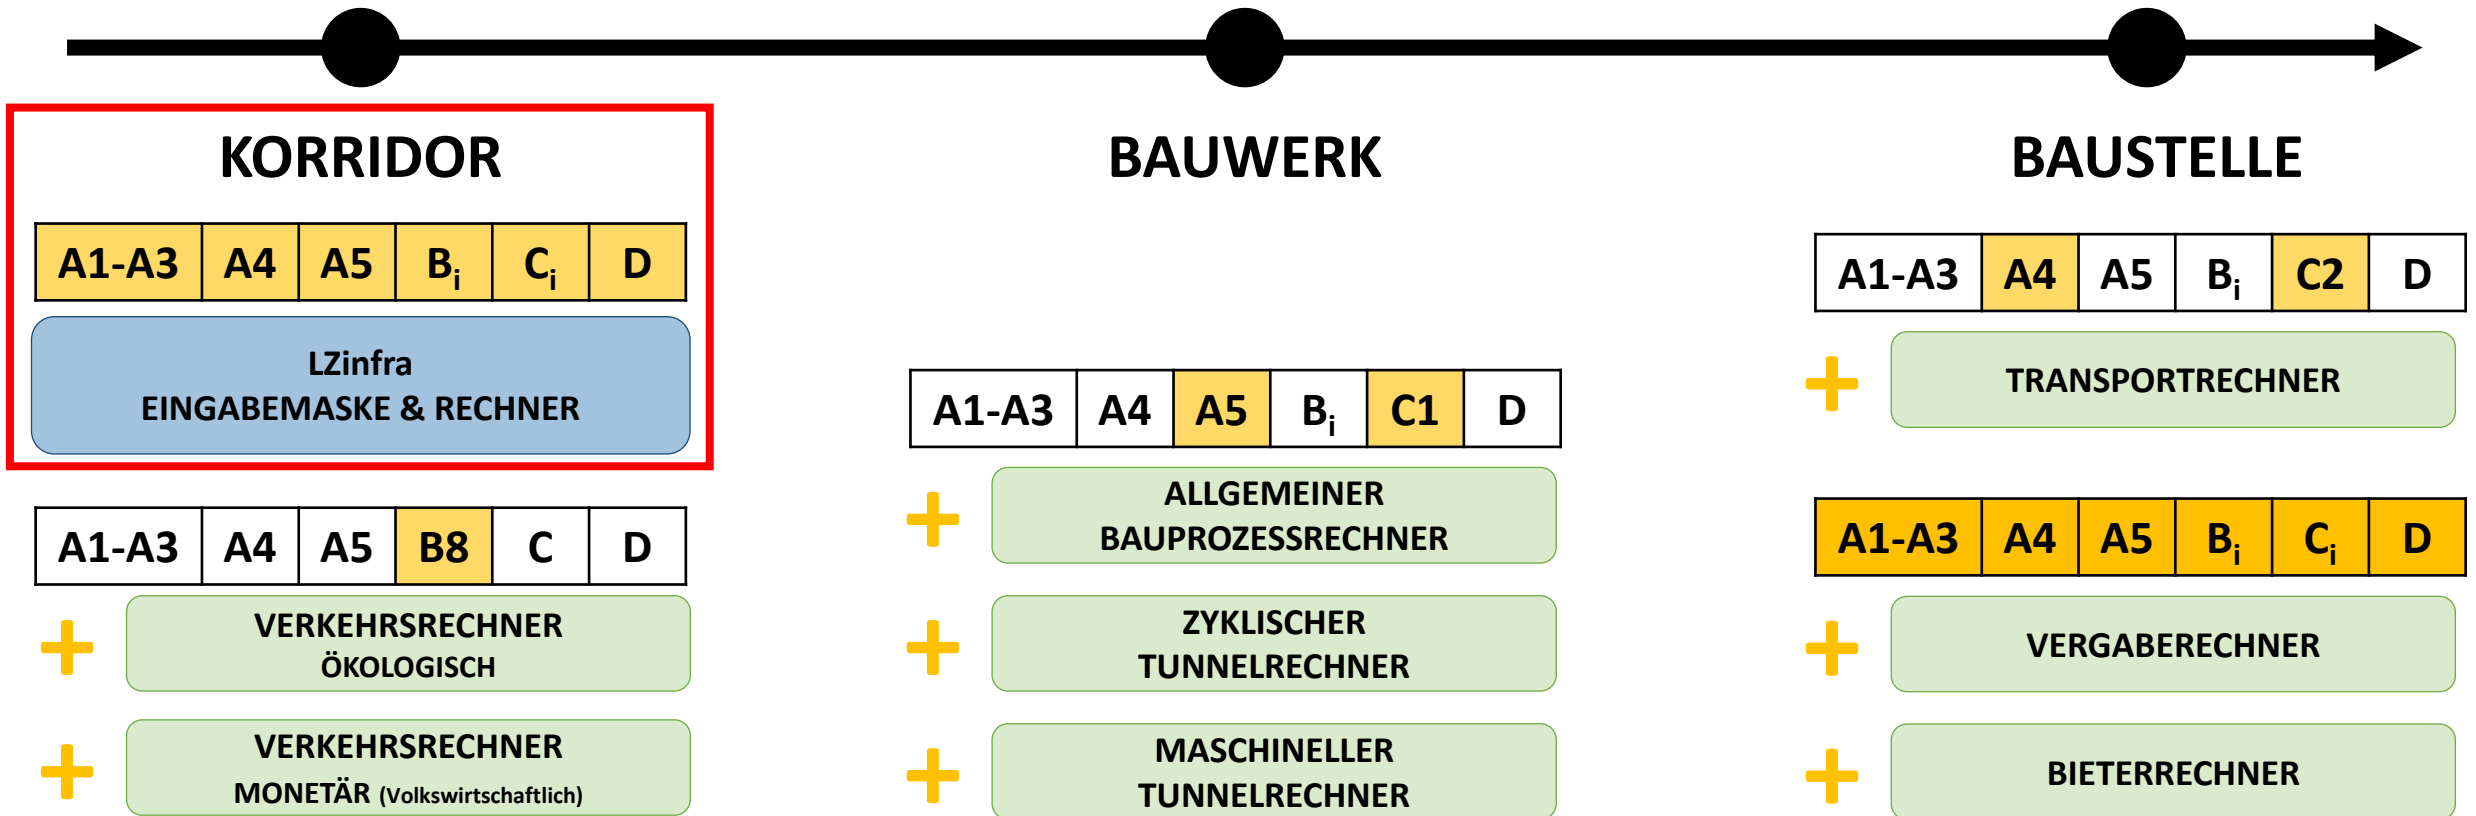 KORRIDOR
A1-A3 A4 A5 Bi Ci D
LZinfra
EINGABEMASKE & RECHNER
A1-A3 A4 A5 B8 C D
+ VERKEHRSRECHNER
ÖKOLOGISCH
+ VERKEHRSRECHNER
MONETÄR (Volkswirtschaftlich)
BAUWERK
A1-A3 A4 A5 Bi C1 D
+ ALLGEMEINER
BAUPROZESSRECHNER
+ ZYKLISCHER
TUNNELRECHNER
+ MASCHINELLER
TUNNELRECHNER
BAUSTELLE
A1-A3 A4 A5 Bi C2 D
+ TRANSPORTRECHNER
A1-A3 A4 A5 Bi Ci D
+ VERGABERECHNER
+ BIETERRECHNER